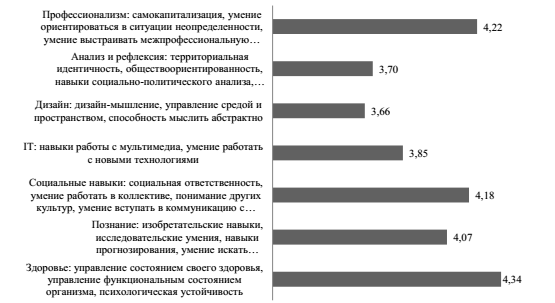 Профессионализм: самокапитализация, умение
ориентироваться в ситуации неопределенности,
умение выстраивать межпрофессиональную…
4,22
Анализ и рефлексия: территориальная
идентичность, обществоориентированность,
навыки социально-политического анализа,…
3,70
Дизайн: дизайн-мышление, управление средой и
пространством, способность мыслить абстрактно
3,66
IT: навыки работы с мультимедиа, умение работать
с новыми технологиями
3,85
Социальные навыки: социальная ответственность,
умение работать в коллективе, понимание других
культур, умение вступать в коммуникацию с…
4,18
Познание: изобретательские навыки,
исследовательские умения, навыки
прогнозирования, умение искать…
4,07
Здоровье: управление состоянием своего здоровья,
управление функциональным состоянием
организма, психологическая устойчивость
4,34